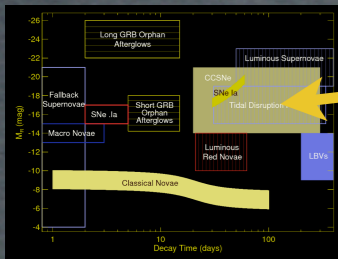 -26
-24
-22
-20
-18
-16
-14
-12
-10
-8
-6
-4
M_R (mag)
Long GRB Orphan
Afterglows
Luminous Supernovae
CCSNe
Fallback
Supernovae
SNe Ia
SNe .Ia
Short GRB
Orphan
Afterglows
Tidal Disruption
Macro Novae
Luminous
Red Novae
LBVs
Classical Novae
1
10
100
Decay Time (days)